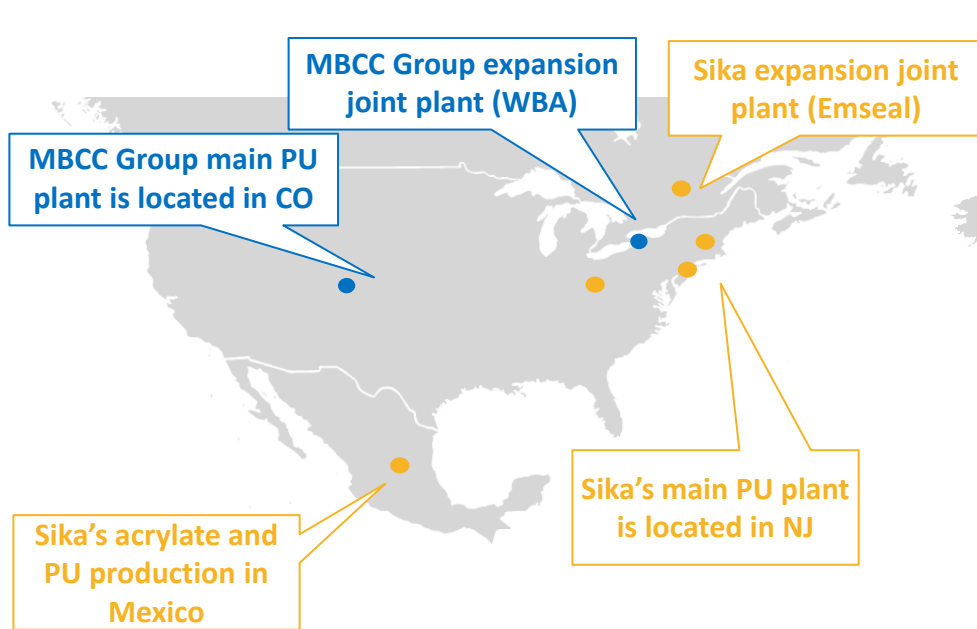 MBCC Group expansion
joint plant (WBA)
Sika expansion joint
plant (Emseal)
MBCC Group main PU
plant is located in CO
Sika’s main PU plant
is located in NJ
Sika’s acrylate and
PU production in
Mexico